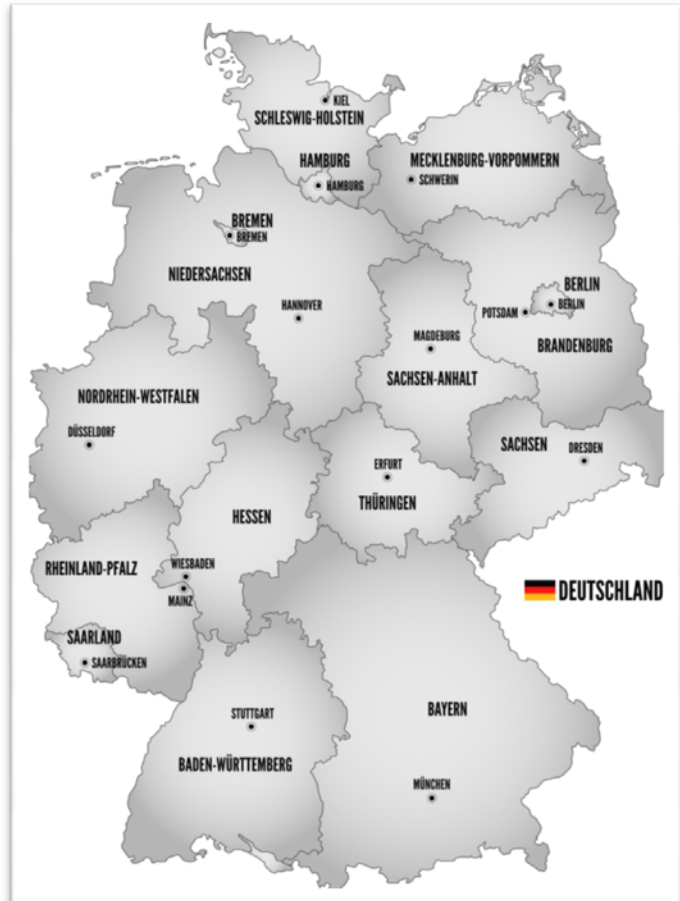 KIEL
SCHLESWIG-HOLSTEIN
HAMBURG
HAMBURG
MECKLENBURG-VORPOMMERN
SCHWERIN
BREMEN
BREMEN
NIEDERSACHSEN
HANNOVER
BERLIN
BERLIN
POTSDAM
BRANDENBURG
MAGDEBURG
SACHSEN-ANHALT
NORDRHEIN-WESTFALEN
DÜSSELDORF
SACHSEN
DRESDEN
ERFURT
THÜRINGEN
HESSEN
RHEINLAND-PFALZ
WIESBADEN
MAINZ
DEUTSCHLAND
SAARLAND
SAARBRÜCKEN
STUTTGART
BADEN-WÜRTTEMBERG
BAYERN
MÜNCHEN